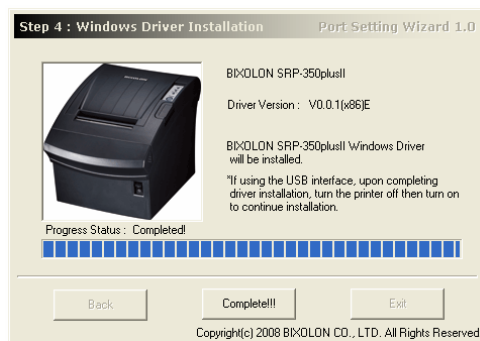 Step 4 : Windows Driver Installation
Port Setting Wizard 1.0
BIXOLON SRP-350plusII
Driver Version : V0.0.1(x86)E
BIXOLON SRP-350plusII Windows Driver
will be installed.
*If using the USB interface, upon completing
driver installation, turn the printer off then turn on
to continue installation.
BIXOLON
Progress Status : Completed!
Back
Complete!!!
Exit
Copyright(c) 2008 BIXOLON CO., LTD. All Rights Reserved